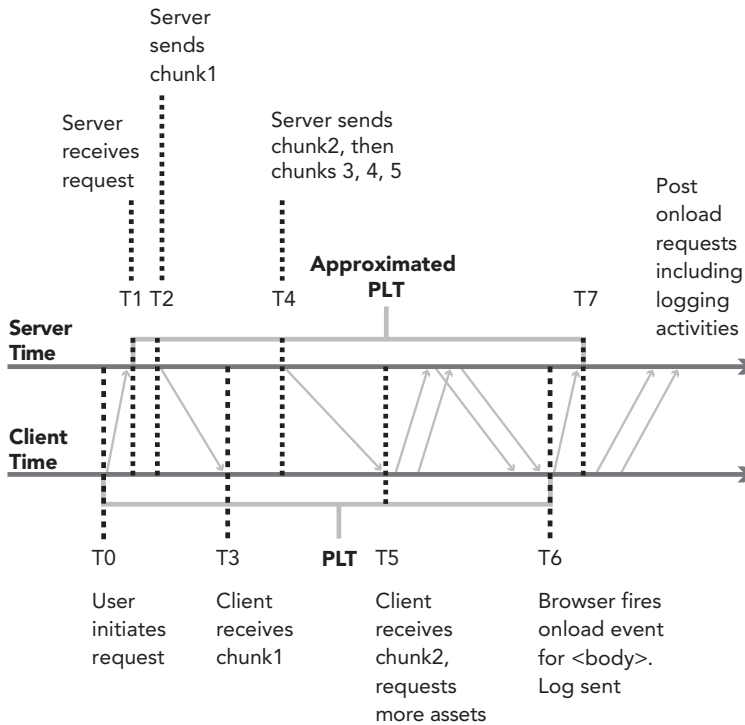 Server
sends
chunk1
Server
receives
request
Server sends
chunk2, then
chunks 3, 4, 5
Post
onload
requests
including
logging
activities
Approximated
PLT
T1 T2
T4
T7
Server
Time
Client
Time
T0
T3
PLT
T5
T6
User
initiates
request
Client
receives
chunk1
Client
receives
chunk2,
requests
more assets
Browser fires
onload event
for <body>.
Log sent